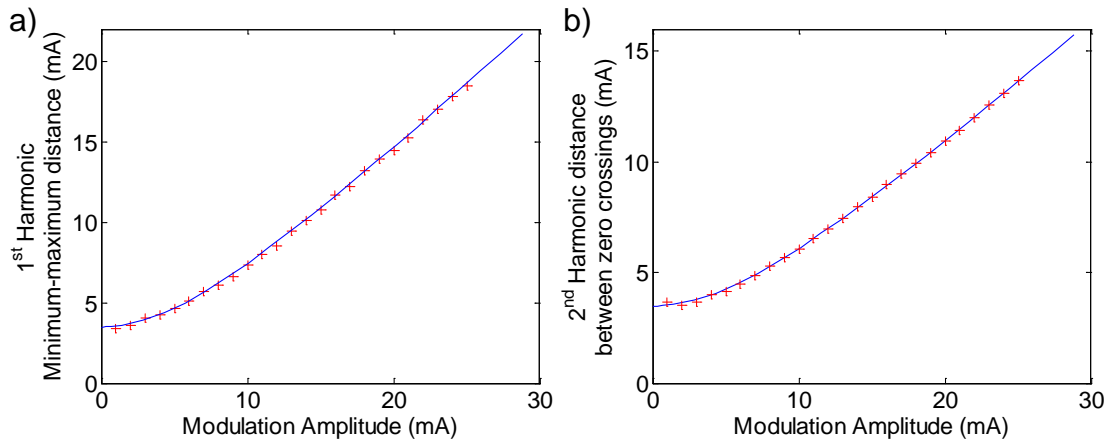 a)
1st Harmonic
Minimum-maximum distance (mA)
20
15
10
5
0
0 10 20 30
Modulation Amplitude (mA)
b)
2nd Harmonic distance
between zero crossings (mA)
15
10
5
0
0 10 20 30
Modulation Amplitude (mA)